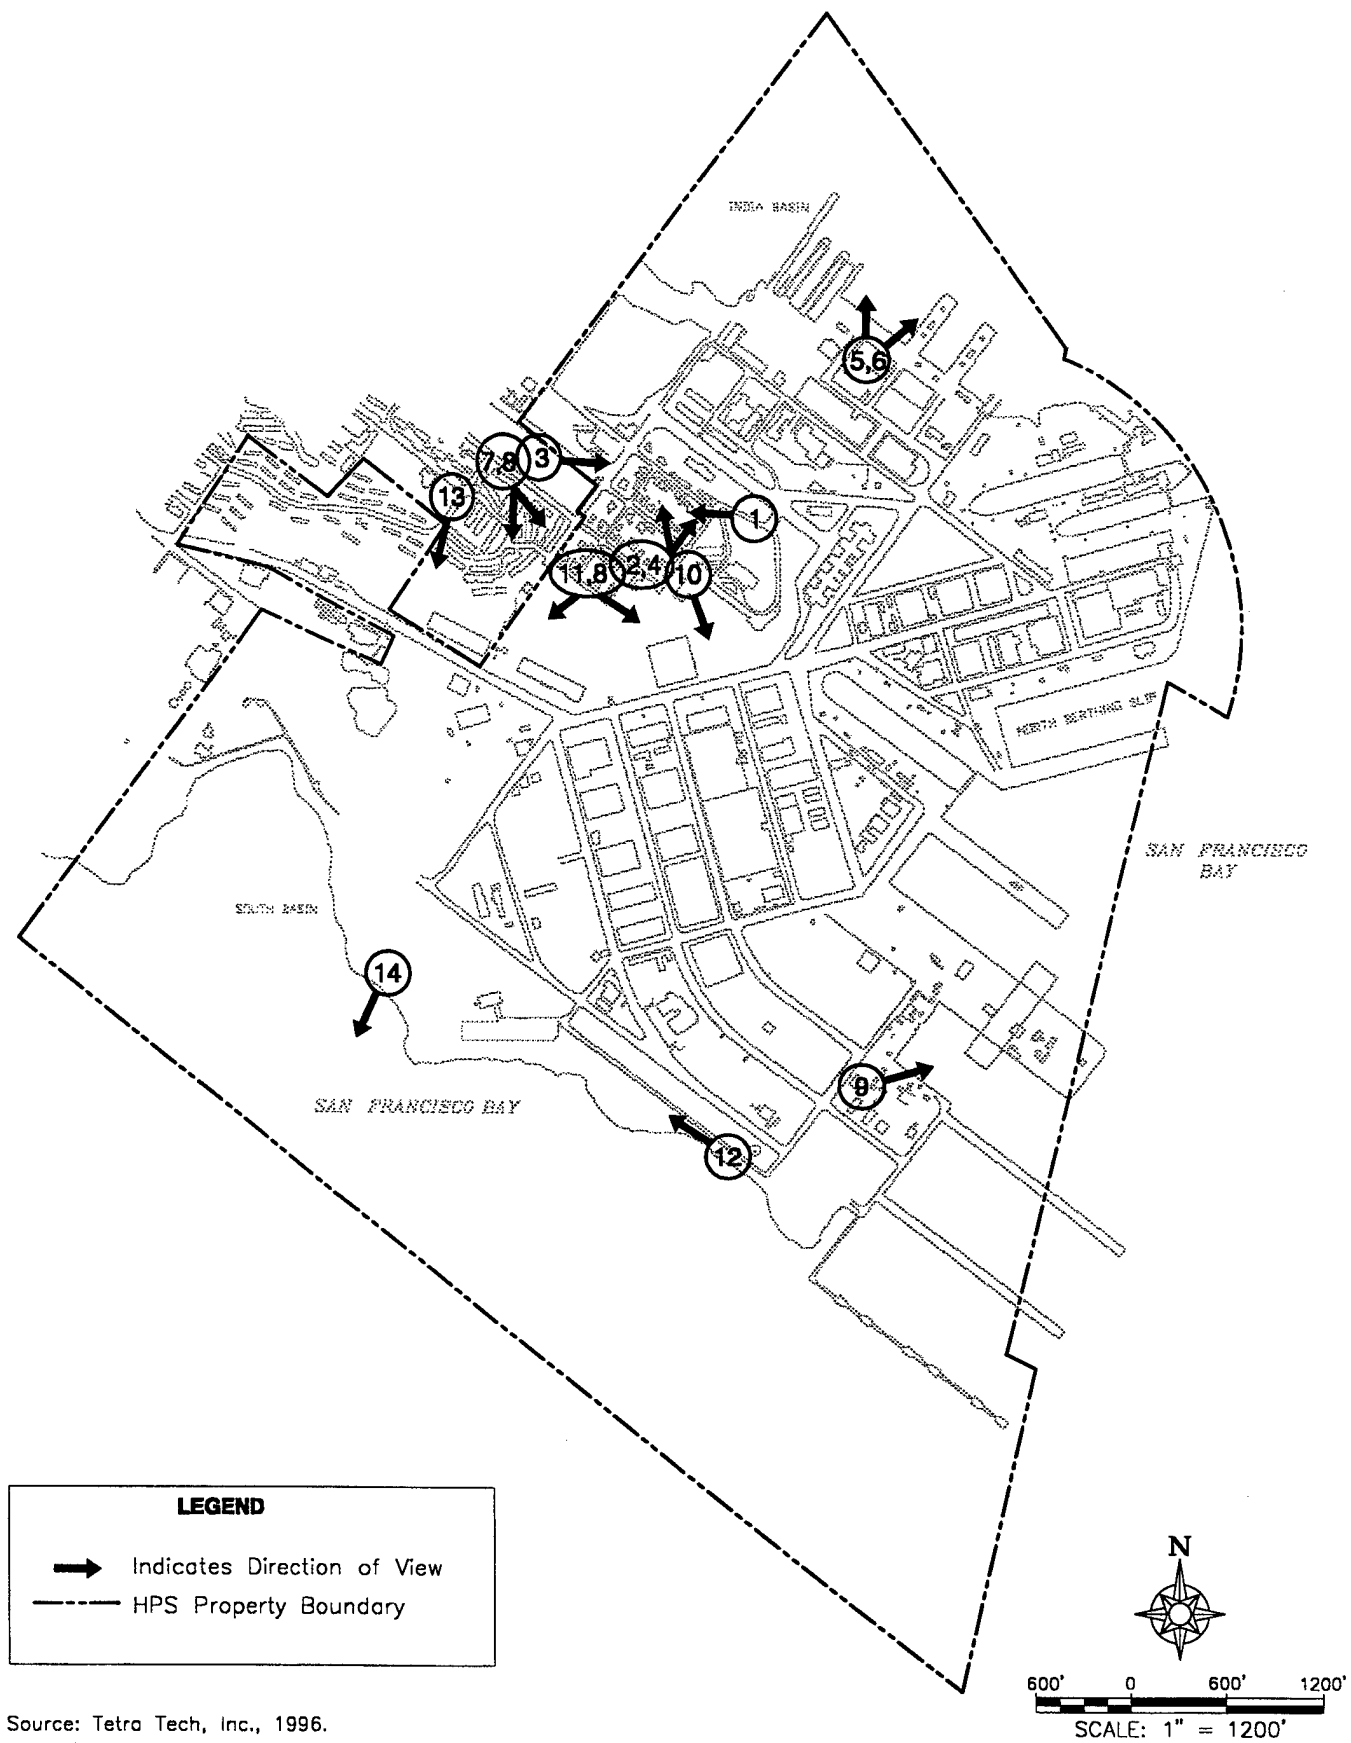 INDIA BASIN
5,6
7,8
3
13
1
11,8
2,4
10
NORTH BERTHING SLIP
SAN FRANCISCO
BAY
SOUTH BASIN
14
9
SAN FRANCISCO BAY
12
LEGEND
Indicates Direction of View
HPS Property Boundary
N
600' 0 600' 1200'
SCALE: 1" = 1200'
Source: Tetra Tech, Inc., 1996.